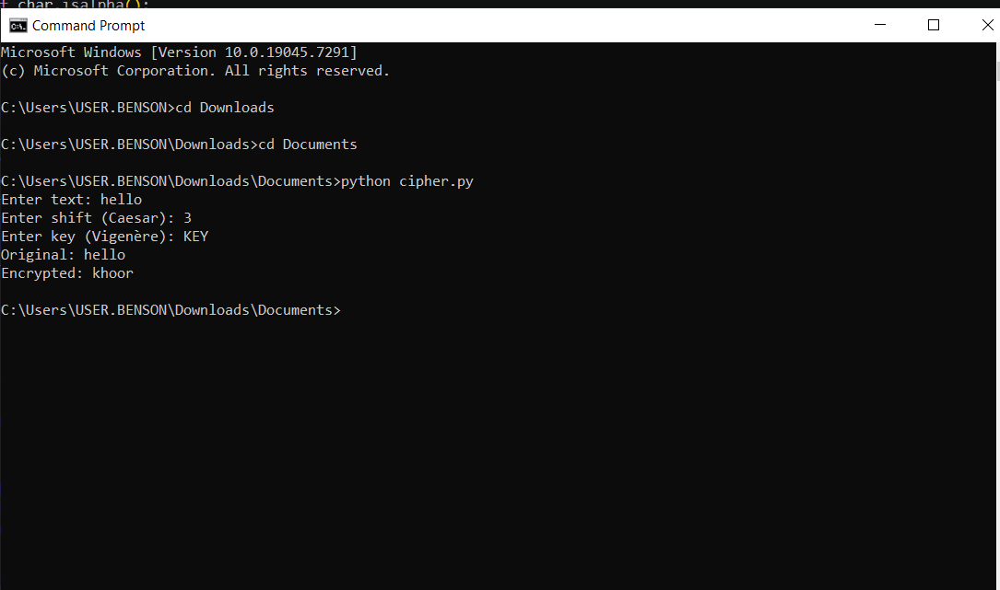 char.isalpha():
Command Prompt
Microsoft Windows [Version 10.0.19045.7291]
(c) Microsoft Corporation. All rights reserved.
C:\Users\USER.BENSON>cd Downloads
C:\Users\USER.BENSON\Downloads>cd Documents
C:\Users\USER.BENSON\Downloads\Documents>python cipher.py
Enter text: hello
Enter shift (Caesar): 3
Enter key (Vigenère): KEY
Original: hello
Encrypted: khoor
C:\Users\USER.BENSON\Downloads\Documents>